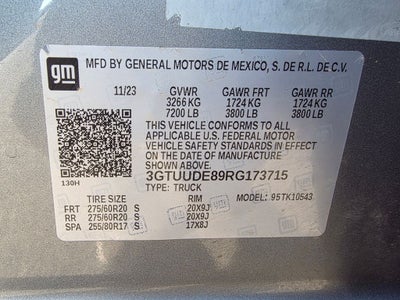 gm
MFD BY GENERAL MOTORS DE MEXICO, S. DE R.L. DE C.V.
11/23 GVWR GAWR FRT GAWR RR
3266 KG 1724 KG 1724 KG
7200 LB 3800 LB 3800 LB
THIS VEHICLE CONFORMS TO ALL
APPLICABLE U.S. FEDERAL MOTOR
VEHICLE SAFETY STANDARDS IN EFFECT
ON THE DATE OF MANUFACTURE SHOWN ABOVE.
3GTUUDE89RG173715
130H TYPE: TRUCK
TIRE SIZE RIM MODEL: 95TK10543
FRT 275/60R20 S 20X9J
RR 275/60R20 S 20X9J
SPA 255/80R17 S 17X8J